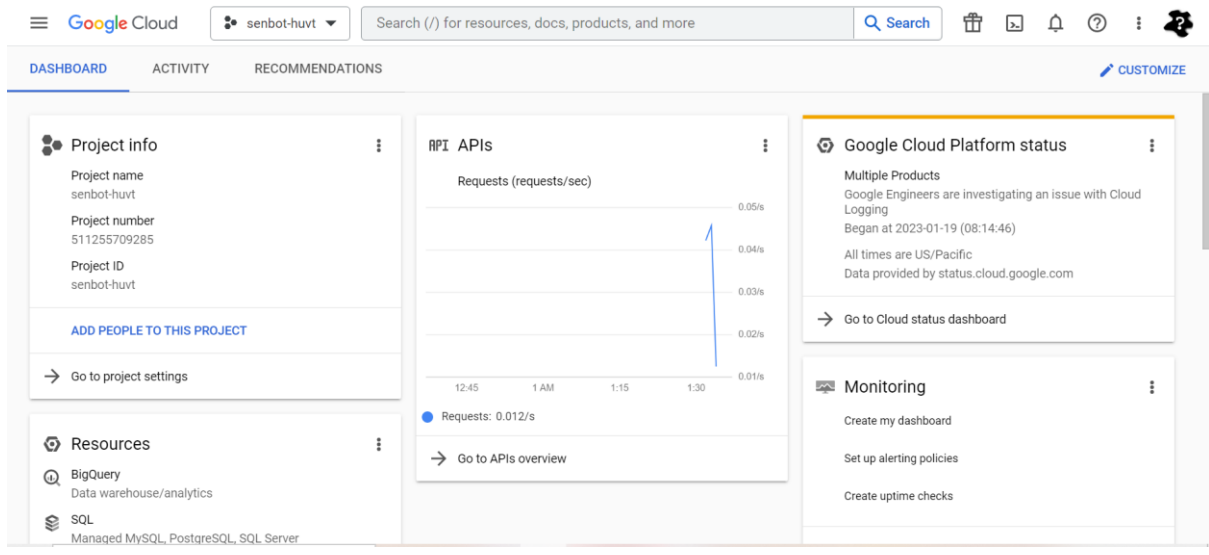 Google Cloud
senbot-huvt
Search (/) for resources, docs, products, and more
Search
?
DASHBOARD
ACTIVITY
RECOMMENDATIONS
CUSTOMIZE
Project info
Project name
senbot-huvt
Project number
511255709285
Project ID
senbot-huvt
ADD PEOPLE TO THIS PROJECT
Go to project settings
Resources
BigQuery
Data warehouse/analytics
SQL
Managed MySQL, PostgreSQL, SQL Server
API APIs
Requests (requests/sec)
0.05/s
0.04/s
0.03/s
0.02/s
0.01/s
12:45
1 AM
1:15
1:30
Requests: 0.012/s
Go to APIs overview
Google Cloud Platform status
Multiple Products
Google Engineers are investigating an issue with Cloud
Logging
Began at 2023-01-19 (08:14:46)
All times are US/Pacific
Data provided by status.cloud.google.com
Go to Cloud status dashboard
Monitoring
Create my dashboard
Set up alerting policies
Create uptime checks